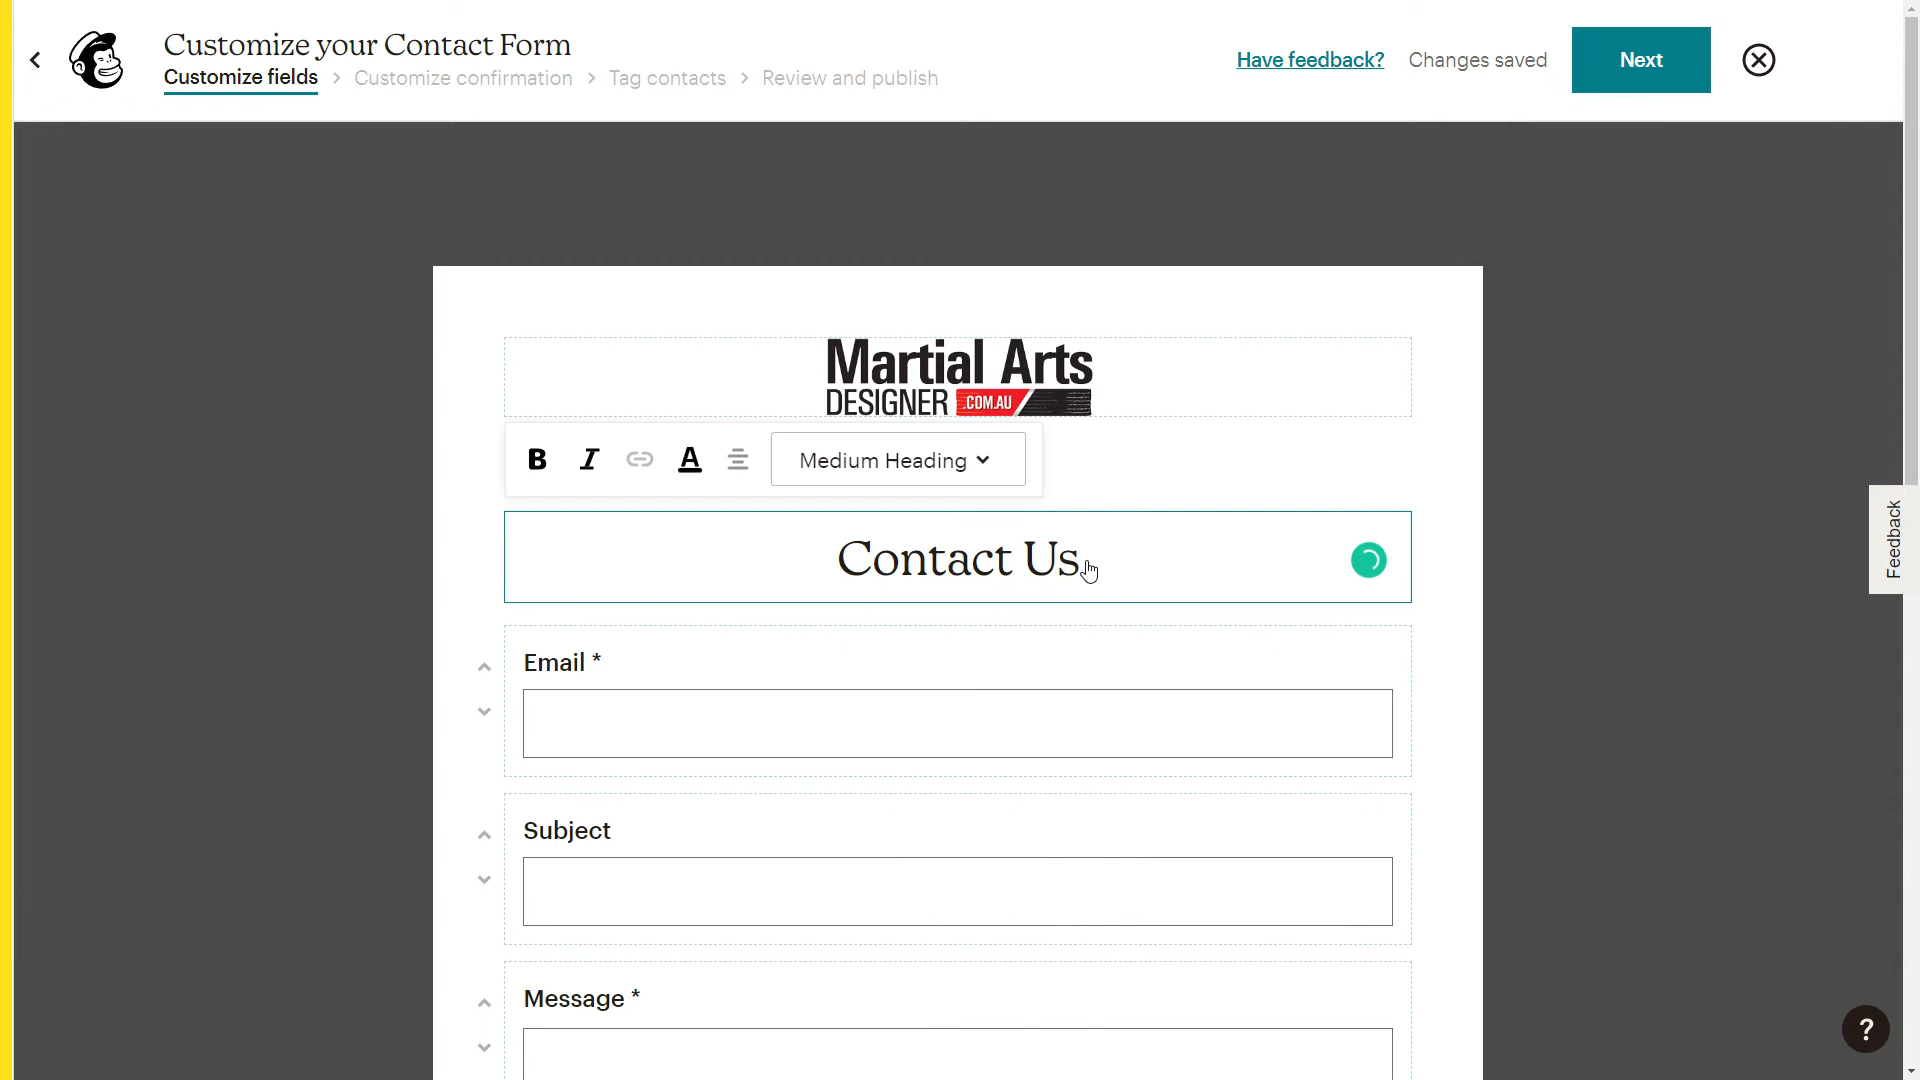 Customize your Contact Form
Customize fields > Customize confirmation > Tag contacts > Review and publish
Have feedback? Changes saved Next
Martial Arts
DESIGNER .COM.AU
B I A Medium Heading
Contact Us
Feedback
Email *
Subject
Message *
?